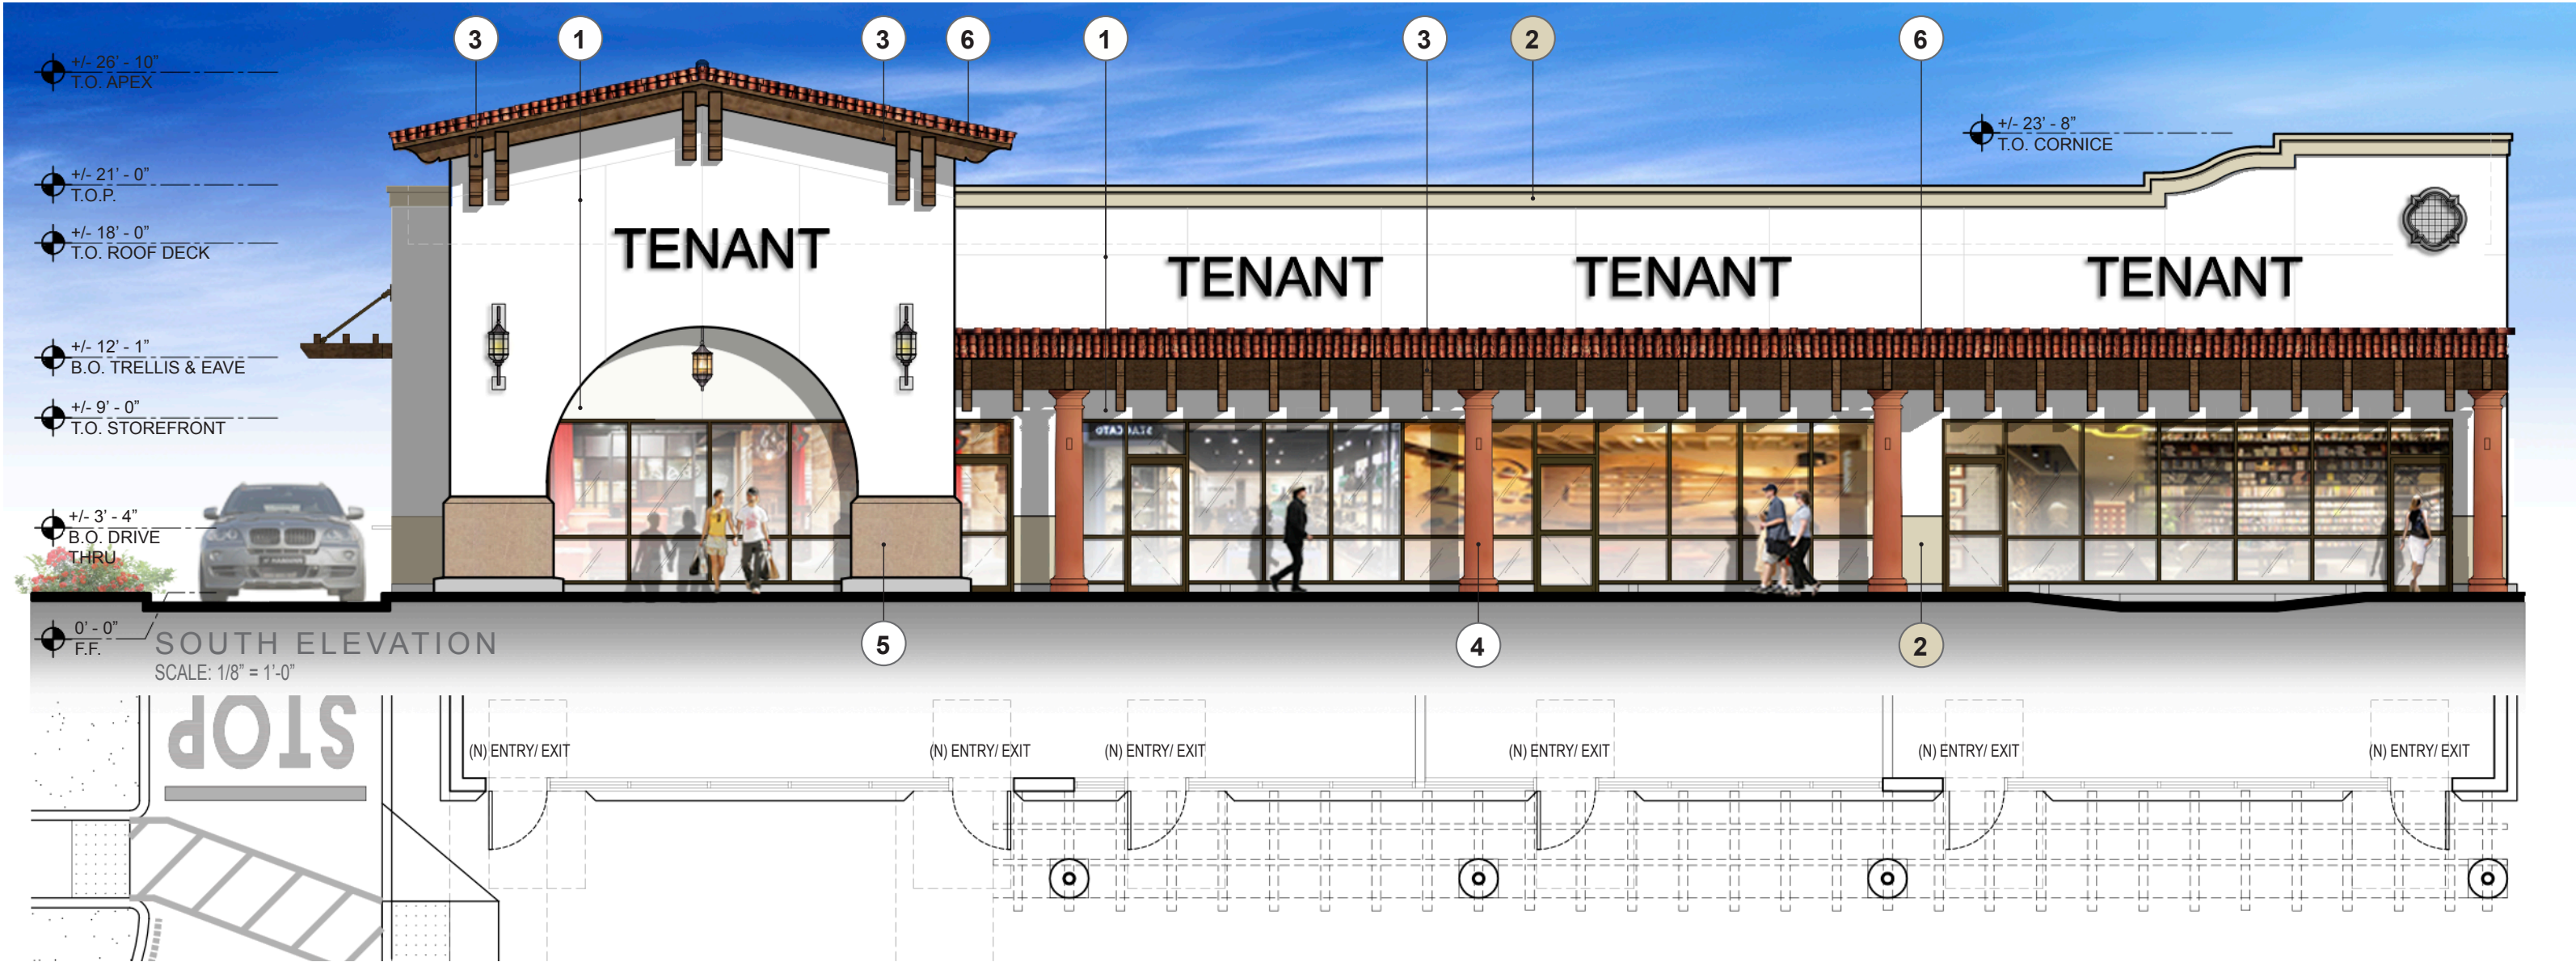 3
1
3
6
1
3
2
6
+/- 26' - 10"
T.O. APEX
+/- 23' - 8"
T.O. CORNICE
+/- 21' - 0"
T.O.P.
+/- 18' - 0"
T.O. ROOF DECK
TENANT
TENANT
TENANT
TENANT
+/- 12' - 1"
B.O. TRELLIS & EAVE
+/- 9' - 0"
T.O. STOREFRONT
+/- 3' - 4"
B.O. DRIVE
THRU
0' - 0"
F.F.
SOUTH ELEVATION
SCALE: 1/8" = 1'-0"
5
4
2
STOP
(N) ENTRY/ EXIT
(N) ENTRY/ EXIT
(N) ENTRY/ EXIT
(N) ENTRY/ EXIT
(N) ENTRY/ EXIT
(N) ENTRY/ EXIT